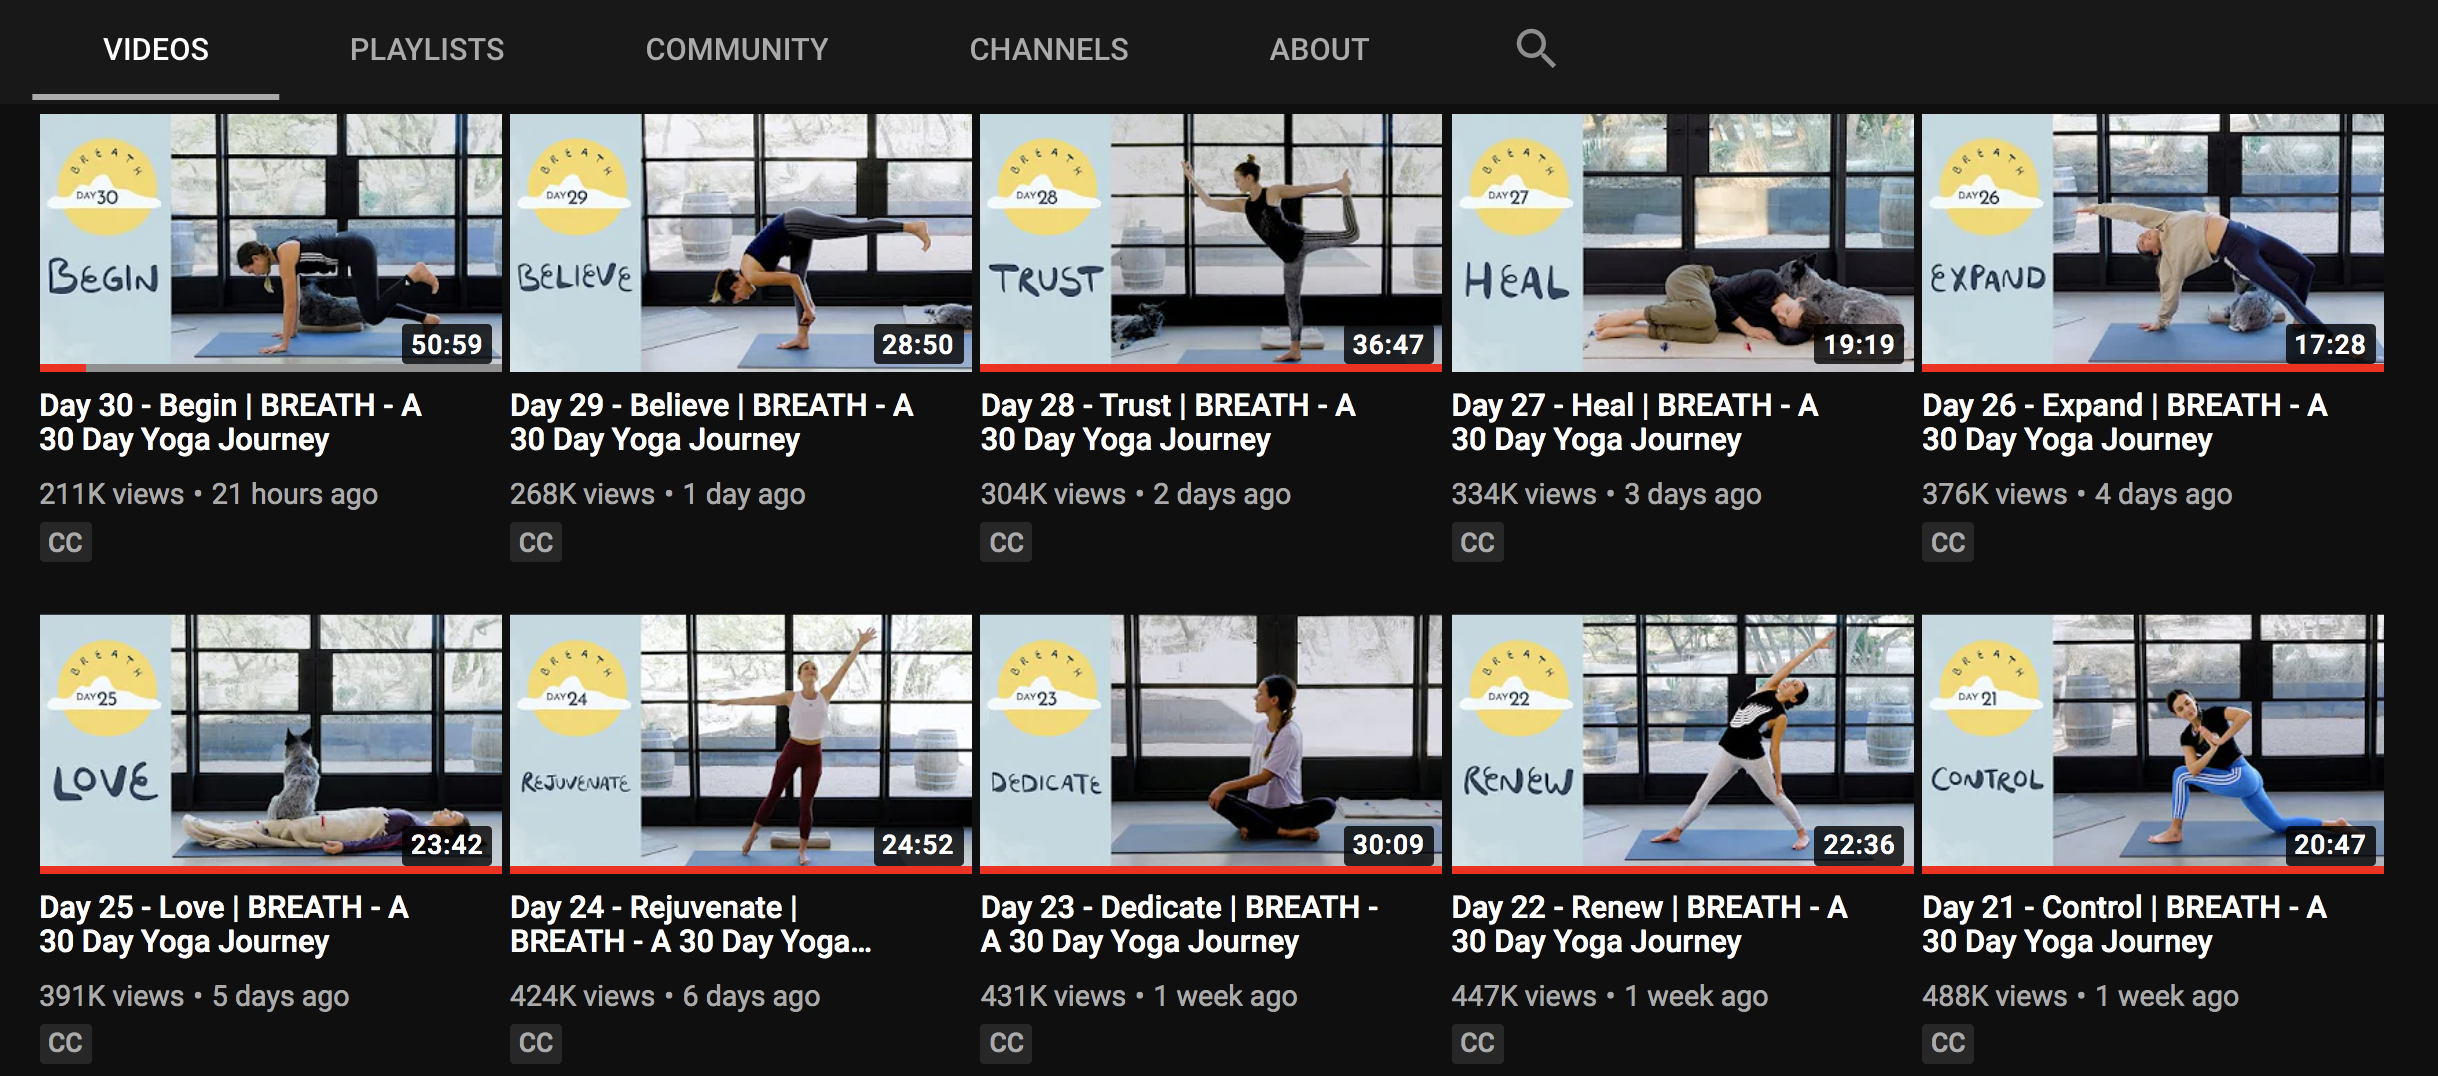 VIDEOS PLAYLISTS COMMUNITY CHANNELS ABOUT
BREATH
DAY 30
BEGIN
50:59
Day 30 - Begin | BREATH - A
30 Day Yoga Journey
211K views • 21 hours ago
CC
BREATH
DAY 29
BELIEVE
28:50
Day 29 - Believe | BREATH - A
30 Day Yoga Journey
268K views • 1 day ago
CC
BREATH
DAY 28
TRUST
36:47
Day 28 - Trust | BREATH - A
30 Day Yoga Journey
304K views • 2 days ago
CC
BREATH
DAY 27
HEAL
19:19
Day 27 - Heal | BREATH - A
30 Day Yoga Journey
334K views • 3 days ago
CC
BREATH
DAY 26
EXPAND
17:28
Day 26 - Expand | BREATH - A
30 Day Yoga Journey
376K views • 4 days ago
CC
BREATH
DAY 25
LOVE
23:42
Day 25 - Love | BREATH - A
30 Day Yoga Journey
391K views • 5 days ago
CC
BREATH
DAY 24
REJUVENATE
24:52
Day 24 - Rejuvenate |
BREATH - A 30 Day Yoga...
424K views • 6 days ago
CC
BREATH
DAY 23
DEDICATE
30:09
Day 23 - Dedicate | BREATH -
A 30 Day Yoga Journey
431K views • 1 week ago
CC
BREATH
DAY 22
RENEW
22:36
Day 22 - Renew | BREATH - A
30 Day Yoga Journey
447K views • 1 week ago
CC
BREATH
DAY 21
CONTROL
20:47
Day 21 - Control | BREATH - A
30 Day Yoga Journey
488K views • 1 week ago
CC